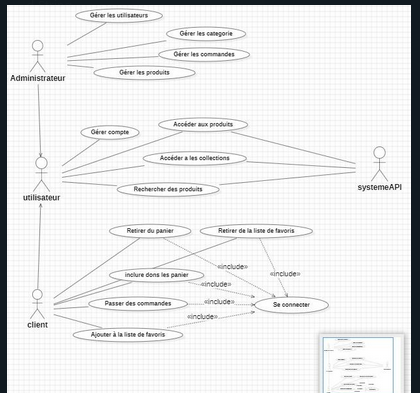 Gérer les utilisateurs
Gérer les categorie
Gérer les commandes
Gérer les produits
Administrateur
Accéder aux produits
Gérer compte
Accéder a les collections
Rechercher des produits
utilisateur
systemeAPI
Retirer du panier
Retirer de la liste de favoris
«include»
«include»
inclure dons les panier
«include»
Passer des commandes
«include»
Se connecter
«include»
client
Ajouter à la liste de favoris